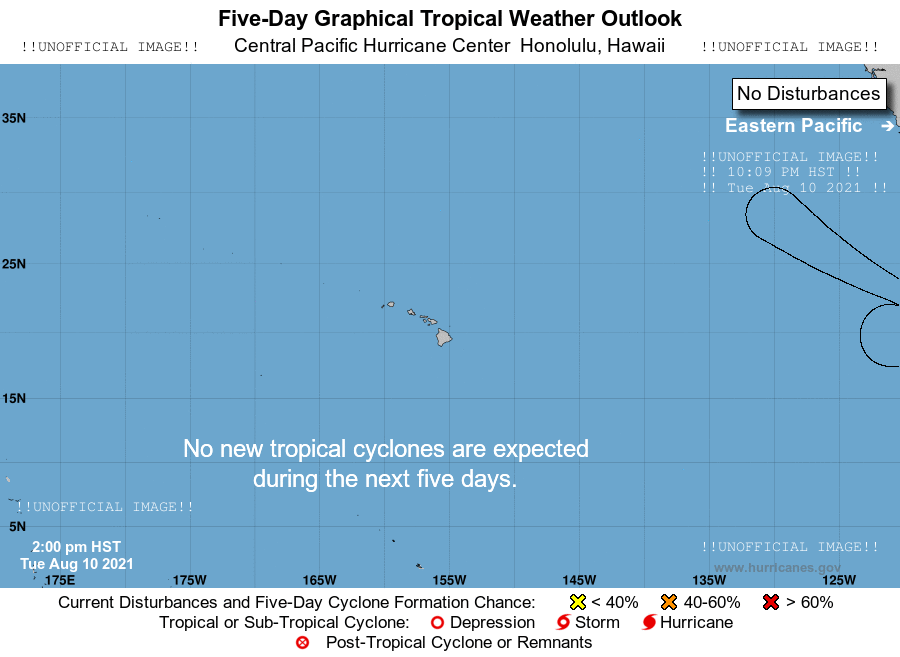 Five-Day Graphical Tropical Weather Outlook
!!UNOFFICIAL IMAGE!! Central Pacific Hurricane Center Honolulu, Hawaii !!UNOFFICIAL IMAGE!!
No Disturbances
35N
Eastern Pacific
!!UNOFFICIAL IMAGE!!
!! 10:09 PM HST !!
!! Tue Aug 10 2021 !!
25N
15N
No new tropical cyclones are expected
during the next five days.
!!UNOFFICIAL IMAGE!!
5N
2:00 pm HST
Tue Aug 10 2021
!!UNOFFICIAL IMAGE!!
www.hurricanes.gov
175E 175W 165W 155W 145W 135W 125W
Current Disturbances and Five-Day Cyclone Formation Chance: < 40% 40-60% > 60%
Tropical or Sub-Tropical Cyclone: Depression Storm Hurricane
Post-Tropical Cyclone or Remnants